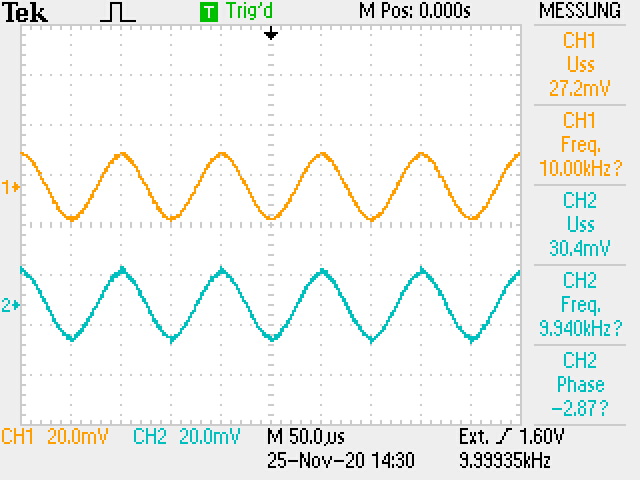 Tek T Trig'd M Pos: 0.000s MESSUNG
CH1
Uss
27.2mV
CH1
Freq.
10.00kHz?
CH2
Uss
30.4mV
CH2
Freq.
9.940kHz?
CH2
Phase
-2.87?
1
2
CH1 20.0mV CH2 20.0mV M 50.0µs Ext. 1.60V
25-Nov-20 14:30 9.99935kHz